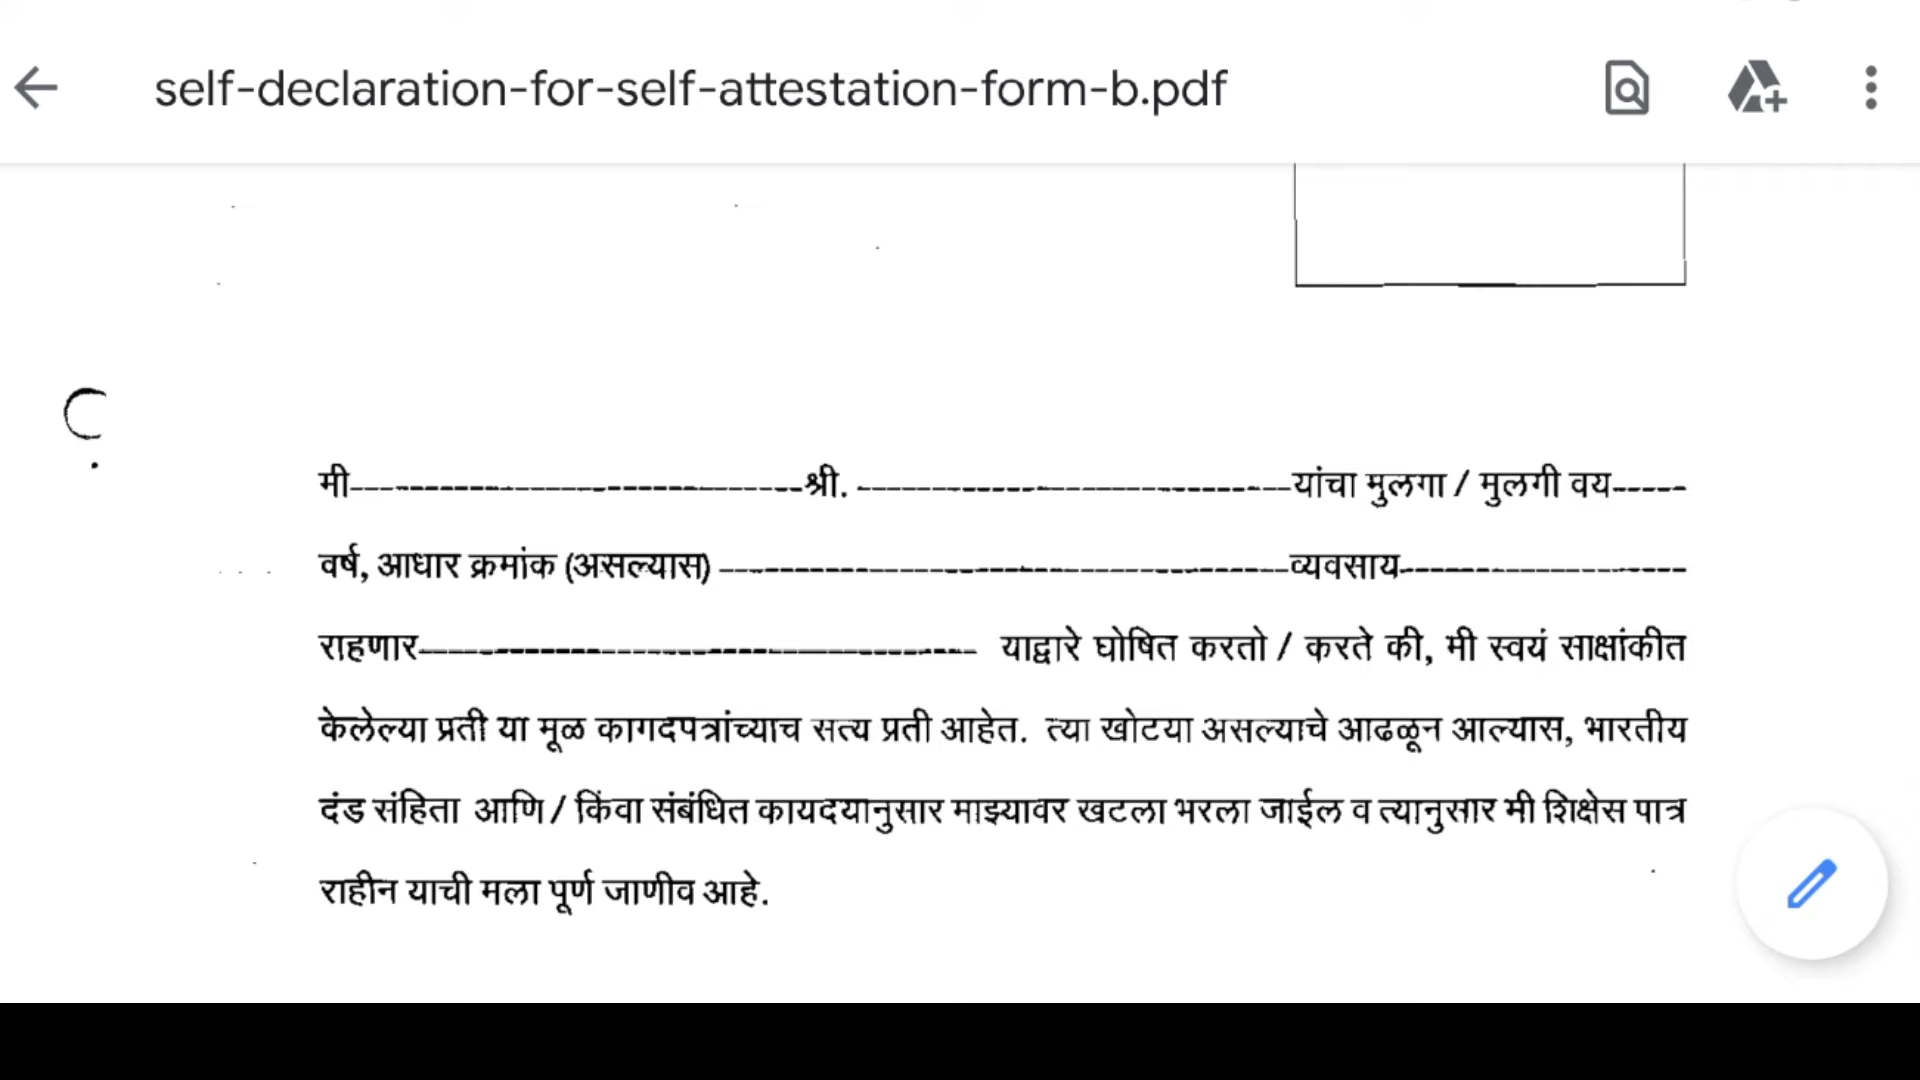 self-declaration-for-self-attestation-form-b.pdf
मी------------------------------श्री. ------------------------------यांचा मुलगा / मुलगी वय-----
वर्ष, आधार क्रमांक (असल्यास) ----------------------------------------व्यवसाय--------------------
राहणार---------------------------------------- याद्वारे घोषित करतो / करते की, मी स्वयं साक्षांकीत
केलेल्या प्रती या मूळ कागदपत्रांच्याच सत्य प्रती आहेत. त्या खोटया असल्याचे आढळून आल्यास, भारतीय
दंड संहिता आणि / किंवा संबंधित कायदयानुसार माझ्यावर खटला भरला जाईल व त्यानुसार मी शिक्षेस पात्र
राहीन याची मला पूर्ण जाणीव आहे.